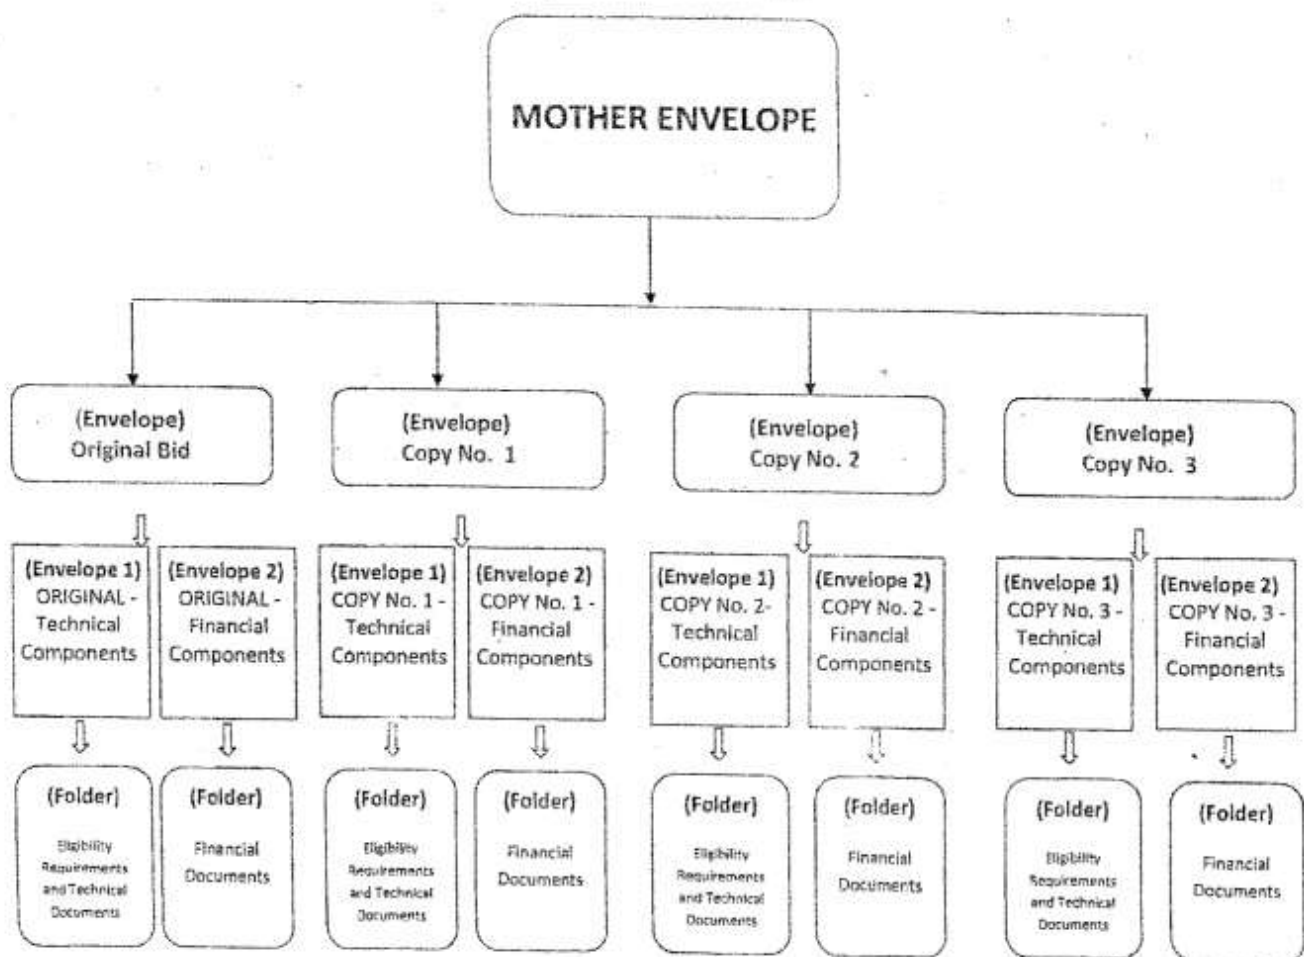 MOTHER ENVELOPE
(Envelope)
Original Bid
(Envelope)
Copy No. 1
(Envelope)
Copy No. 2
(Envelope)
Copy No. 3
(Envelope 1)
ORIGINAL -
Technical
Components
(Envelope 2)
ORIGINAL -
Financial
Components
(Envelope 1)
COPY No. 1 -
Technical
Components
(Envelope 2)
COPY No. 1 -
Financial
Components
(Envelope 1)
COPY No. 2-
Technical
Components
(Envelope 2)
COPY No. 2 -
Financial
Components
(Envelope 1)
COPY No. 3 -
Technical
Components
(Envelope 2)
COPY No. 3 -
Financial
Components
(Folder)
Eligibility
Requirements
and Technical
Documents
(Folder)
Financial
Documents
(Folder)
Eligibility
Requirements
and Technical
Documents
(Folder)
Financial
Documents
(Folder)
Eligibility
Requirements
and Technical
Documents
(Folder)
Financial
Documents
(Folder)
Eligibility
Requirements
and Technical
Documents
(Folder)
Financial
Documents